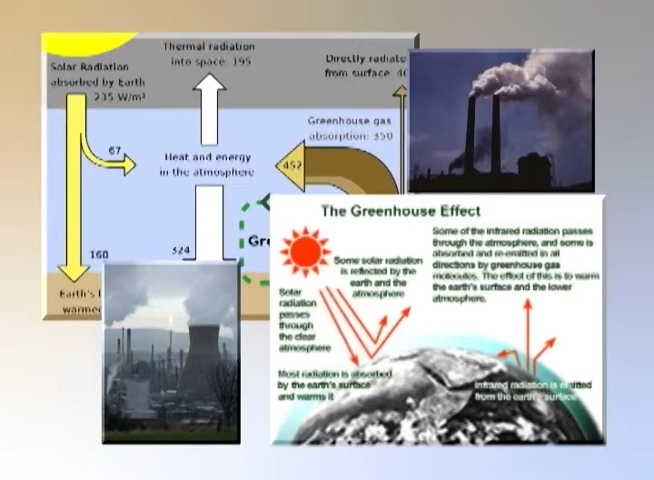 Thermal radiation
into space: 195
Solar Radiation
absorbed by Earth
235 W/m²
Directly radiate
from surface: 40
Greenhouse gas
absorption: 350
67
Heat and energy
in the atmosphere
452
324
168
Earth's l
warme
Gre
The Greenhouse Effect
Some solar radiation
is reflected by the
earth and the
atmosphere
Some of the infrared radiation passes
through the atmosphere, and some is
absorbed and re-emitted in all
directions by greenhouse gas
molecules. The effect of this is to warm
the earth's surface and the lower
atmosphere.
Solar
radiation
passes
through
the clear
atmosphere
Most radiation is absorbed
by the earth's surface
and warms it
Infrared radiation is emitted
from the earth's surface